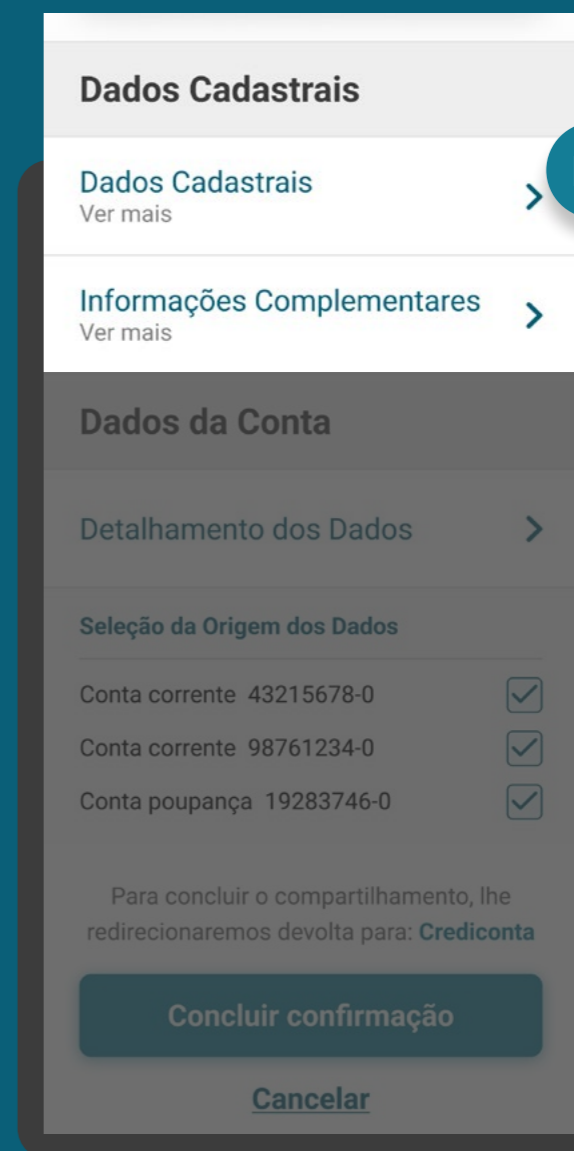 Dados Cadastrais
Dados Cadastrais
Ver mais
Informações Complementares
Ver mais
Dados da Conta
Detalhamento dos Dados
Seleção da Origem dos Dados
Conta corrente 43215678-0
Conta corrente 98761234-0
Conta poupança 19283746-0
Para concluir o compartilhamento, lhe
redirecionaremos devolta para: Crediconta
Concluir confirmação
Cancelar